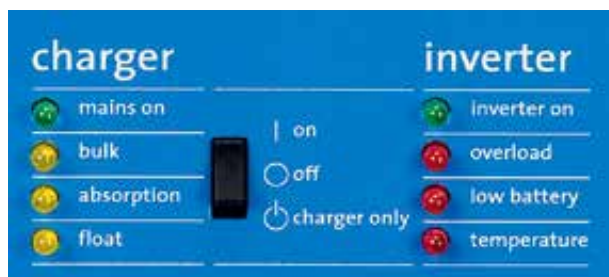 charger
mains on
bulk
absorption
float
on
off
charger only
inverter
inverter on
overload
low battery
temperature